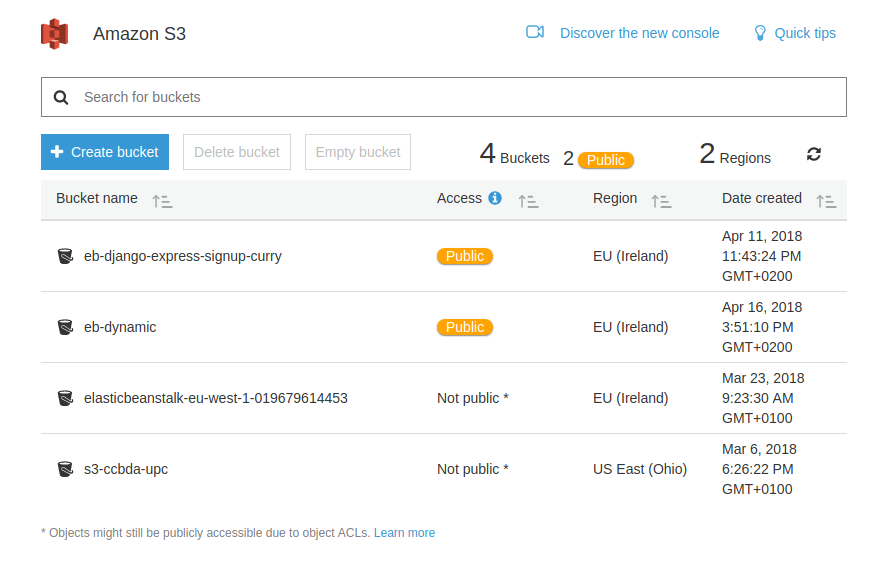 Amazon S3
Discover the new console
Quick tips
Search for buckets
Create bucket
Delete bucket
Empty bucket
4 Buckets
2 Public
2 Regions
Bucket name
Access
Region
Date created
eb-django-express-signup-curry
Public
EU (Ireland)
Apr 11, 2018
11:43:24 PM
GMT+0200
eb-dynamic
Public
EU (Ireland)
Apr 16, 2018
3:51:10 PM
GMT+0200
elasticbeanstalk-eu-west-1-019679614453
Not public *
EU (Ireland)
Mar 23, 2018
9:23:30 AM
GMT+0100
s3-ccbda-upc
Not public *
US East (Ohio)
Mar 6, 2018
6:26:22 PM
GMT+0100
* Objects might still be publicly accessible due to object ACLs. Learn more